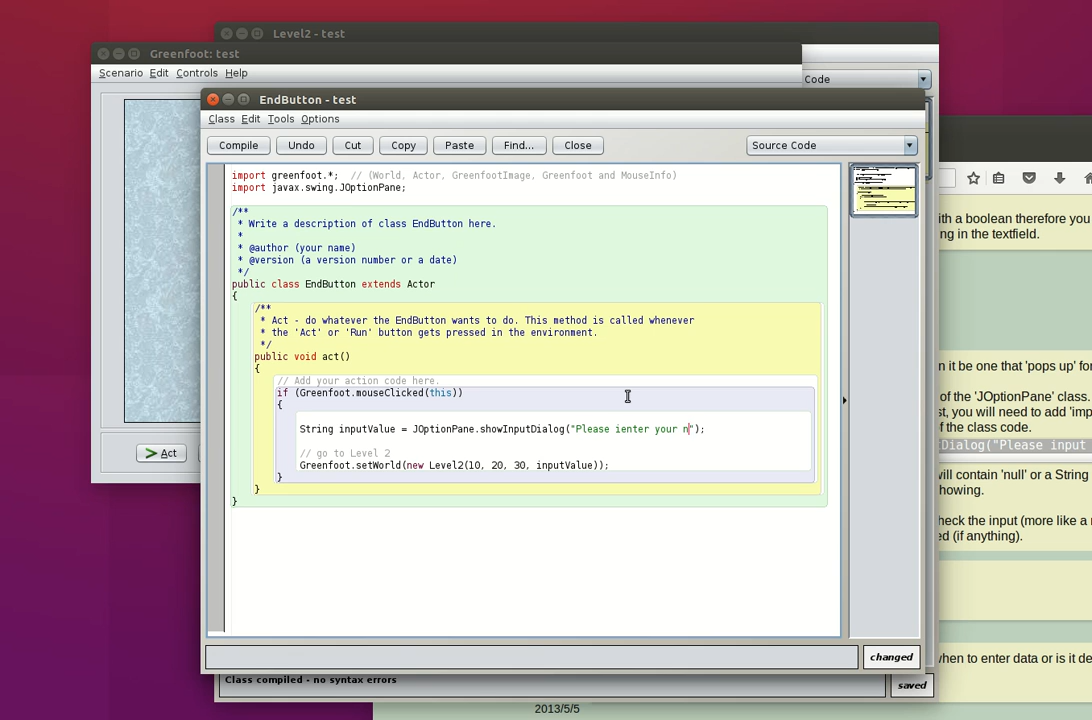 Level2 - test
Greenfoot: test
Scenario Edit Controls Help
Code
EndButton - test
Class Edit Tools Options
Compile Undo Cut Copy Paste Find... Close Source Code
import greenfoot.*;  // (World, Actor, GreenfootImage, Greenfoot and MouseInfo)
import javax.swing.JOptionPane;
/**
 * Write a description of class EndButton here.
 *
 * @author (your name)
 * @version (a version number or a date)
 */
public class EndButton extends Actor
{
/**
 * Act - do whatever the EndButton wants to do. This method is called whenever
 * the 'Act' or 'Run' button gets pressed in the environment.
 */
public void act()
{
// Add your action code here.
if (Greenfoot.mouseClicked(this))
{
String inputValue = JOptionPane.showInputDialog("Please ienter your n");
// go to Level 2
Greenfoot.setWorld(new Level2(10, 20, 30, inputValue));
}
}
}
Act
changed
Class compiled - no syntax errors
saved
ith a boolean therefore you
ng in the textfield.
n it be one that 'pops up' for
of the 'JOptionPane' class.
st, you will need to add 'imp
of the class code.
Dialog("Please input
will contain 'null' or a String
howing.
heck the input (more like a
ed (if anything).
when to enter data or is it de
2013/5/5